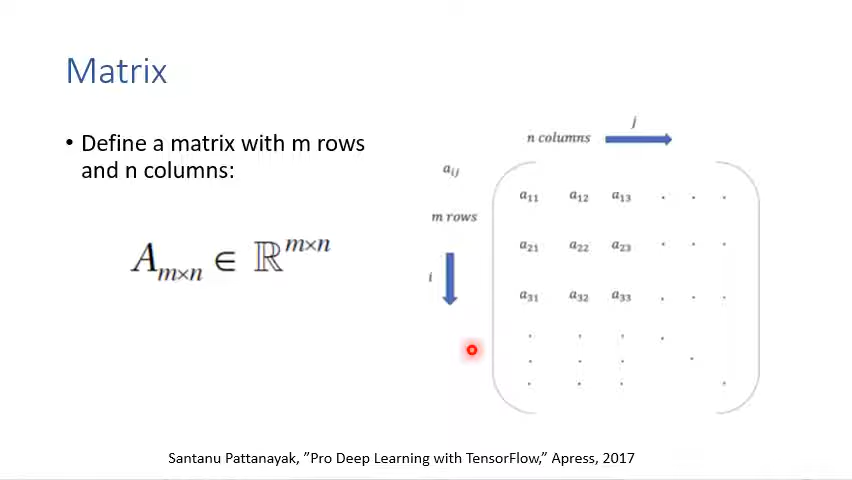 Matrix
• Define a matrix with m rows
and n columns:
A_{m×n} ∈ ℝ^{m×n}
j
n columns
a_{ij}
m rows
i
a_{11} a_{12} a_{13} . . .
a_{21} a_{22} a_{23} . . .
a_{31} a_{32} a_{33} . . .
. . . .
. . . .
. . . .
Santanu Pattanayak, ”Pro Deep Learning with TensorFlow,” Apress, 2017